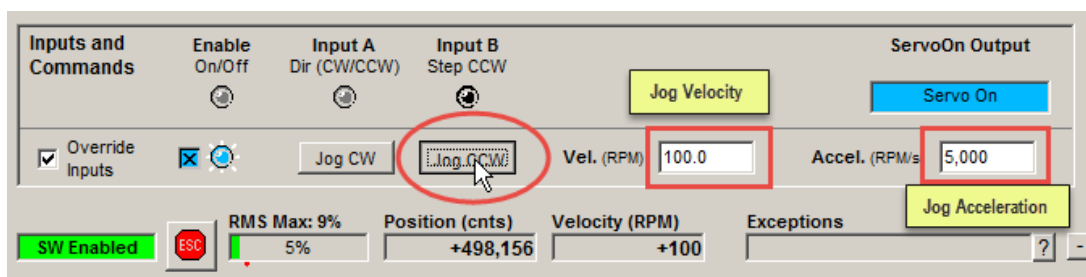 Inputs and Commands
Enable
On/Off
Input A
Dir (CW/CCW)
Input B
Step CCW
ServoOn Output
Jog Velocity
Servo On
Override Inputs
Jog CW
Jog CCW
Vel. (RPM)
100.0
Accel. (RPM/s
5,000
Jog Acceleration
SW Enabled
ESC
RMS Max: 9%
5%
Position (cnts)
+498,156
Velocity (RPM)
+100
Exceptions
?
-